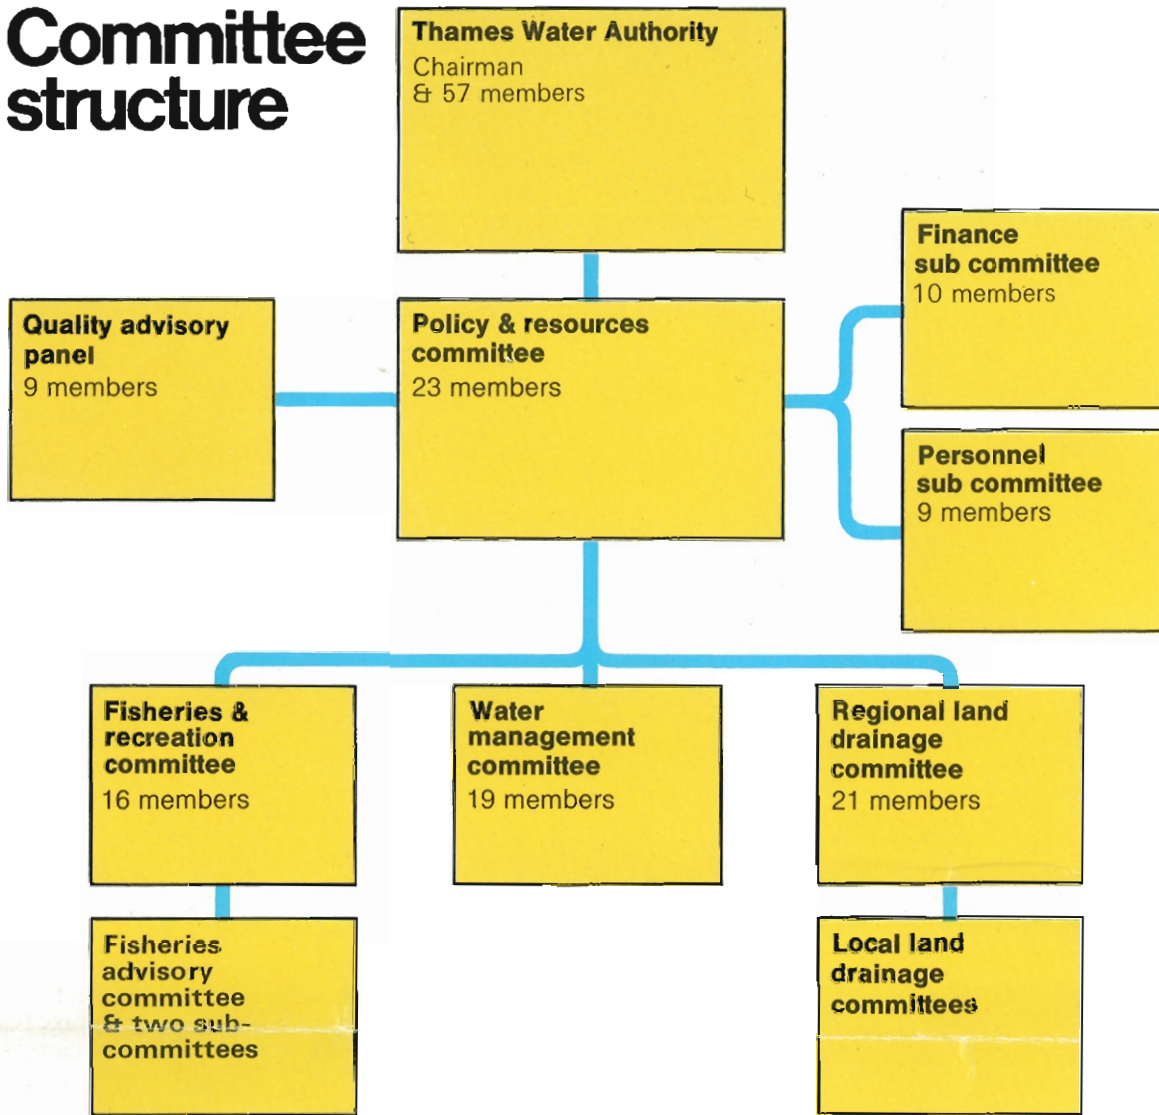 Committee
structure
Thames Water Authority
Chairman
& 57 members
Finance
sub committee
10 members
Quality advisory
panel
9 members
Policy & resources
committee
23 members
Personnel
sub committee
9 members
Fisheries &
recreation
committee
16 members
Water
management
committee
19 members
Regional land
drainage
committee
21 members
Fisheries
advisory
committee
& two sub-
committees
Local land
drainage
committees